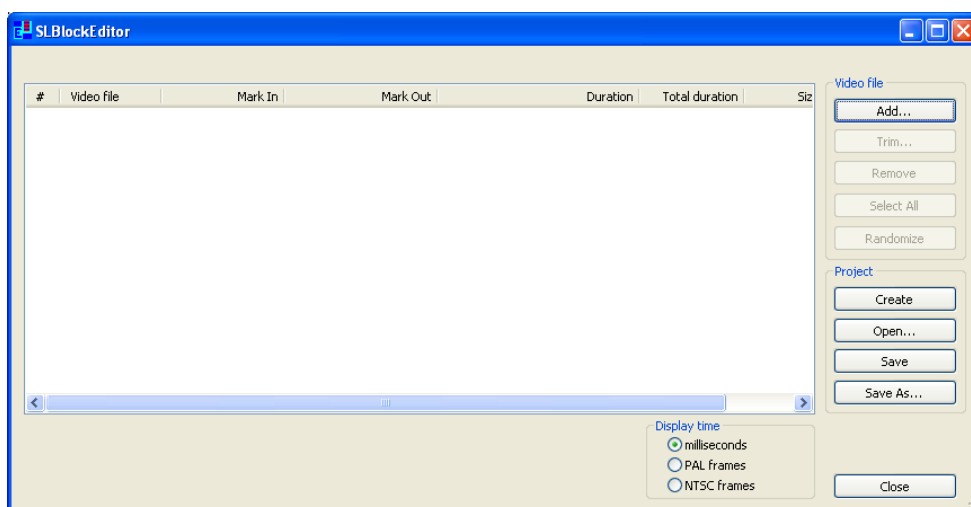 SLBlockEditor
# Video file Mark In Mark Out Duration Total duration Siz
Video file
Add...
Trim...
Remove
Select All
Randomize
Project
Create
Open...
Save
Save As...
Display time
milliseconds
PAL frames
NTSC frames
Close